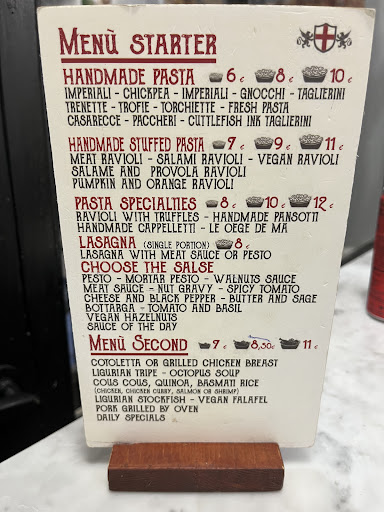 MENÙ STARTER
HANDMADE PASTA 6 € 8 € 10 €
IMPERIALI - CHICKPEA - IMPERIALI - GNOCCHI - TAGLIERINI
TRENETTE - TROFIE - TORCHIETTE - FRESH PASTA
CASARECCE - PACCHERI - CUTTLEFISH INK TAGLIERINI
HANDMADE STUFFED PASTA 7 € 9 € 11 €
MEAT RAVIOLI - SALAMI RAVIOLI - VEGAN RAVIOLI
SALAME AND PROVOLA RAVIOLI
PUMPKIN AND ORANGE RAVIOLI
PASTA SPECIALTIES 8 € 10 € 12 €
RAVIOLI WITH TRUFFLES - HANDMADE PANSOTTI
HANDMADE CAPPELLETTI - LE OEGE DE MA
LASAGNA (SINGLE PORTION) 8 €
LASAGNA WITH MEAT SAUCE OR PESTO
CHOOSE THE SALSE
PESTO - MORTAR PESTO - WALNUTS SAUCE
MEAT SAUCE - NUT GRAVY - SPICY TOMATO
CHEESE AND BLACK PEPPER - BUTTER AND SAGE
BOTTARGA - TOMATO AND BASIL
VEGAN HAZELNUTS
SAUCE OF THE DAY
MENÙ SECOND 7 € 8,50 € 11 €
COTOLETTA OR GRILLED CHICKEN BREAST
LIGURIAN TRIPE - OCTOPUS SOUP
COUS COUS, QUINOA, BASMATI RICE
(CHICKEN, CHICKEN CURRY, SALMON OR SHRIMP)
LIGURIAN STOCKFISH - VEGAN FALAFEL
PORK GRILLED BY OVEN
DAILY SPECIALS